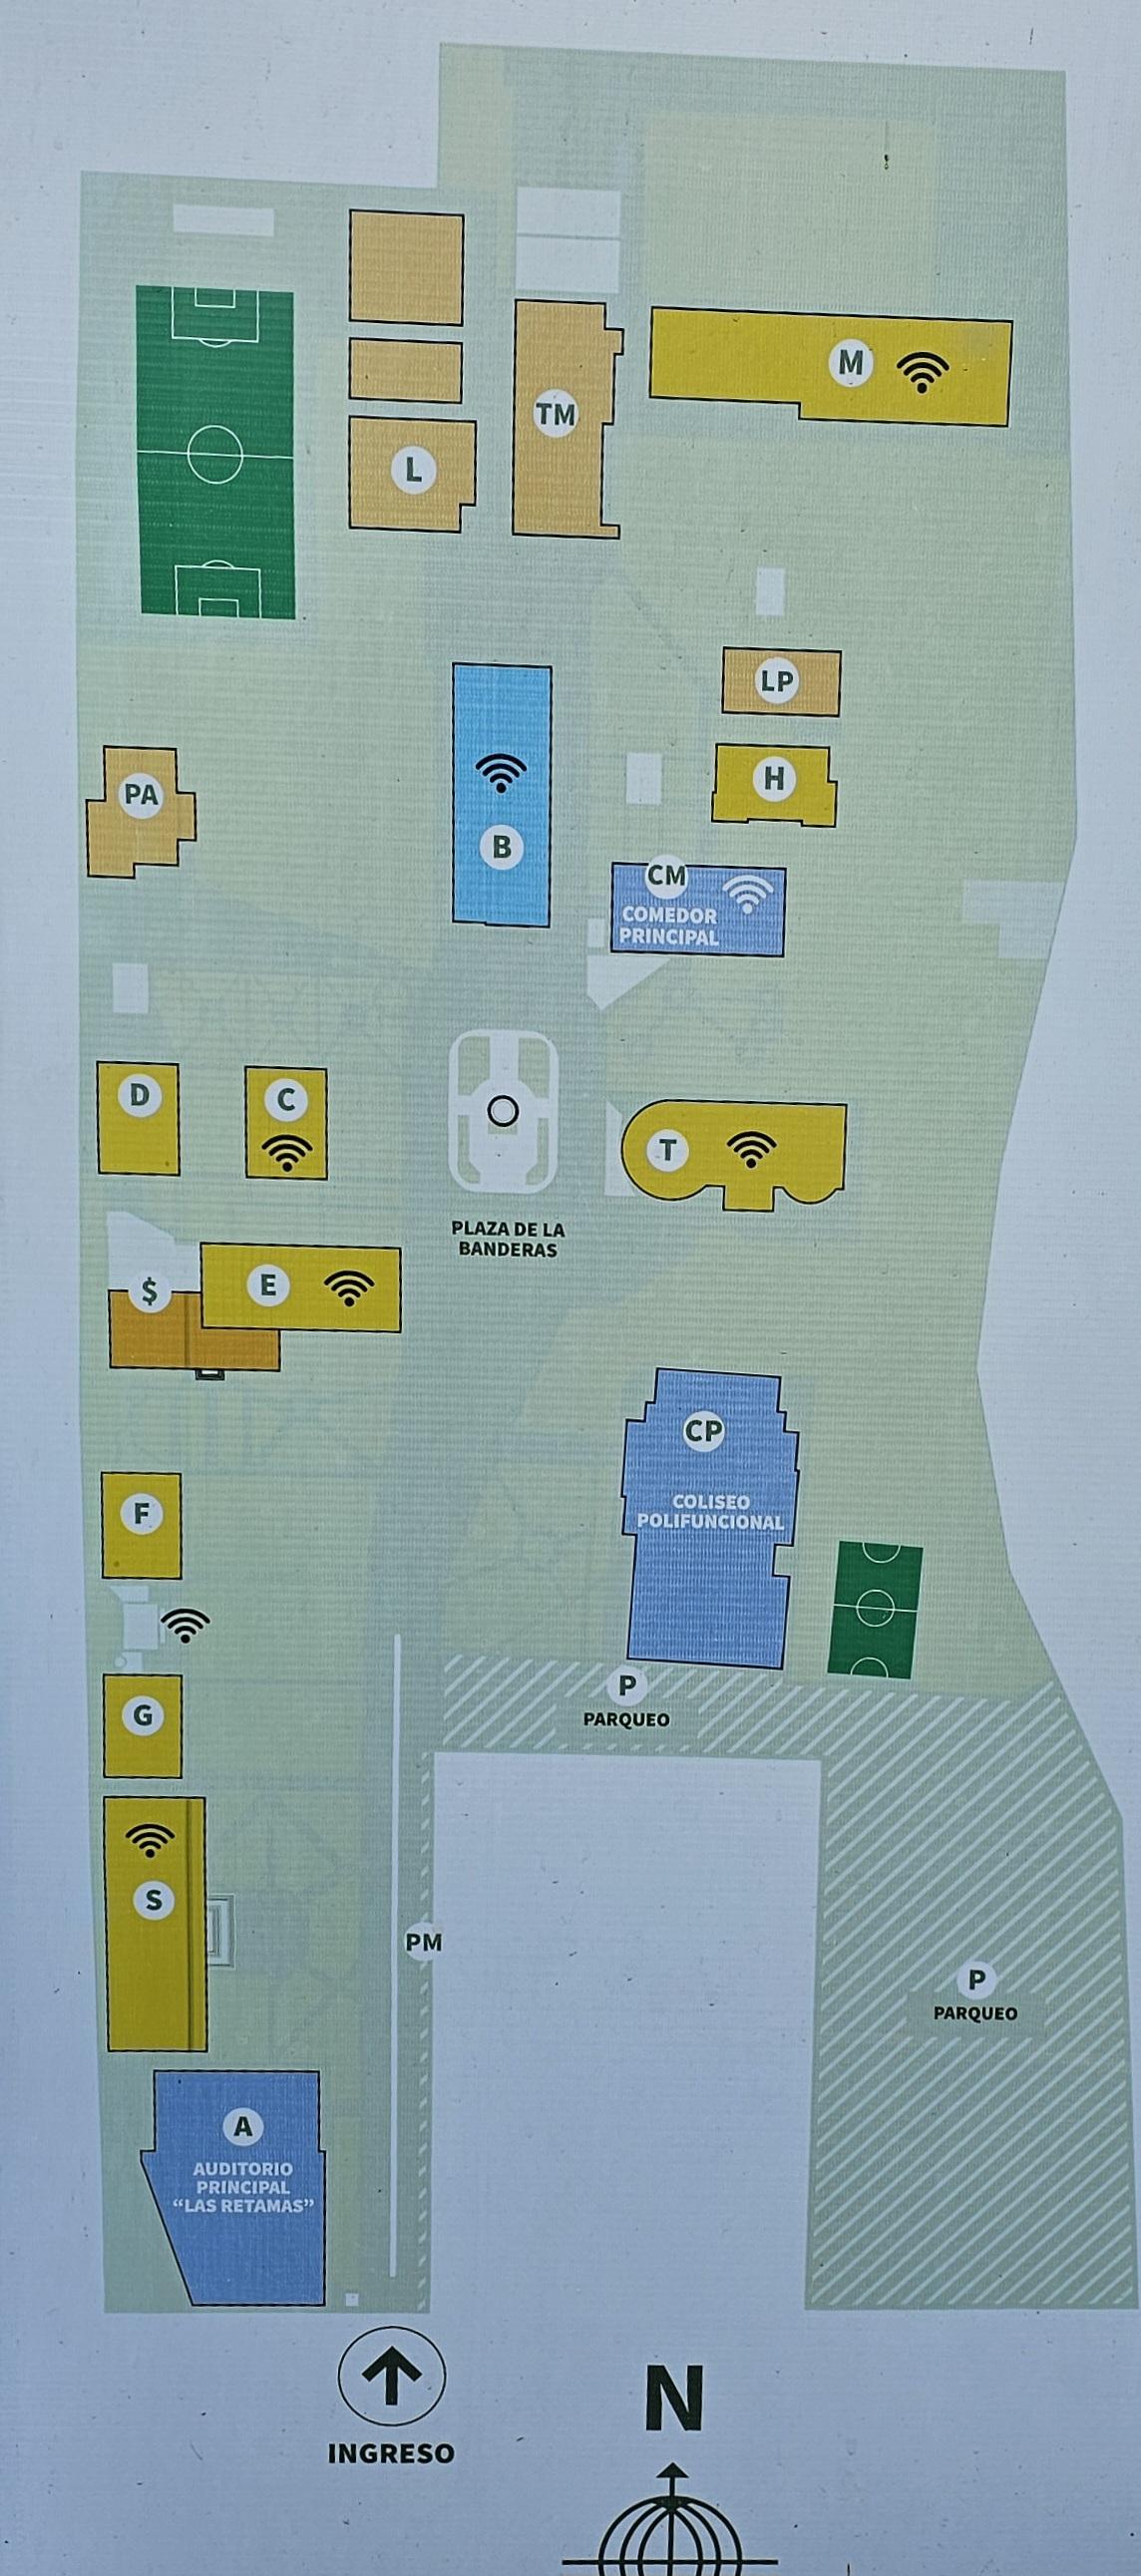 M
TM
L
LP
H
PA
B
CM
COMEDOR
PRINCIPAL
D
C
T
PLAZA DE LA
BANDERAS
E
$
CP
COLISEO
POLIFUNCIONAL
F
P
PARQUEO
G
S
PM
P
PARQUEO
A
AUDITORIO
PRINCIPAL
“LAS RETAMAS”
INGRESO
N